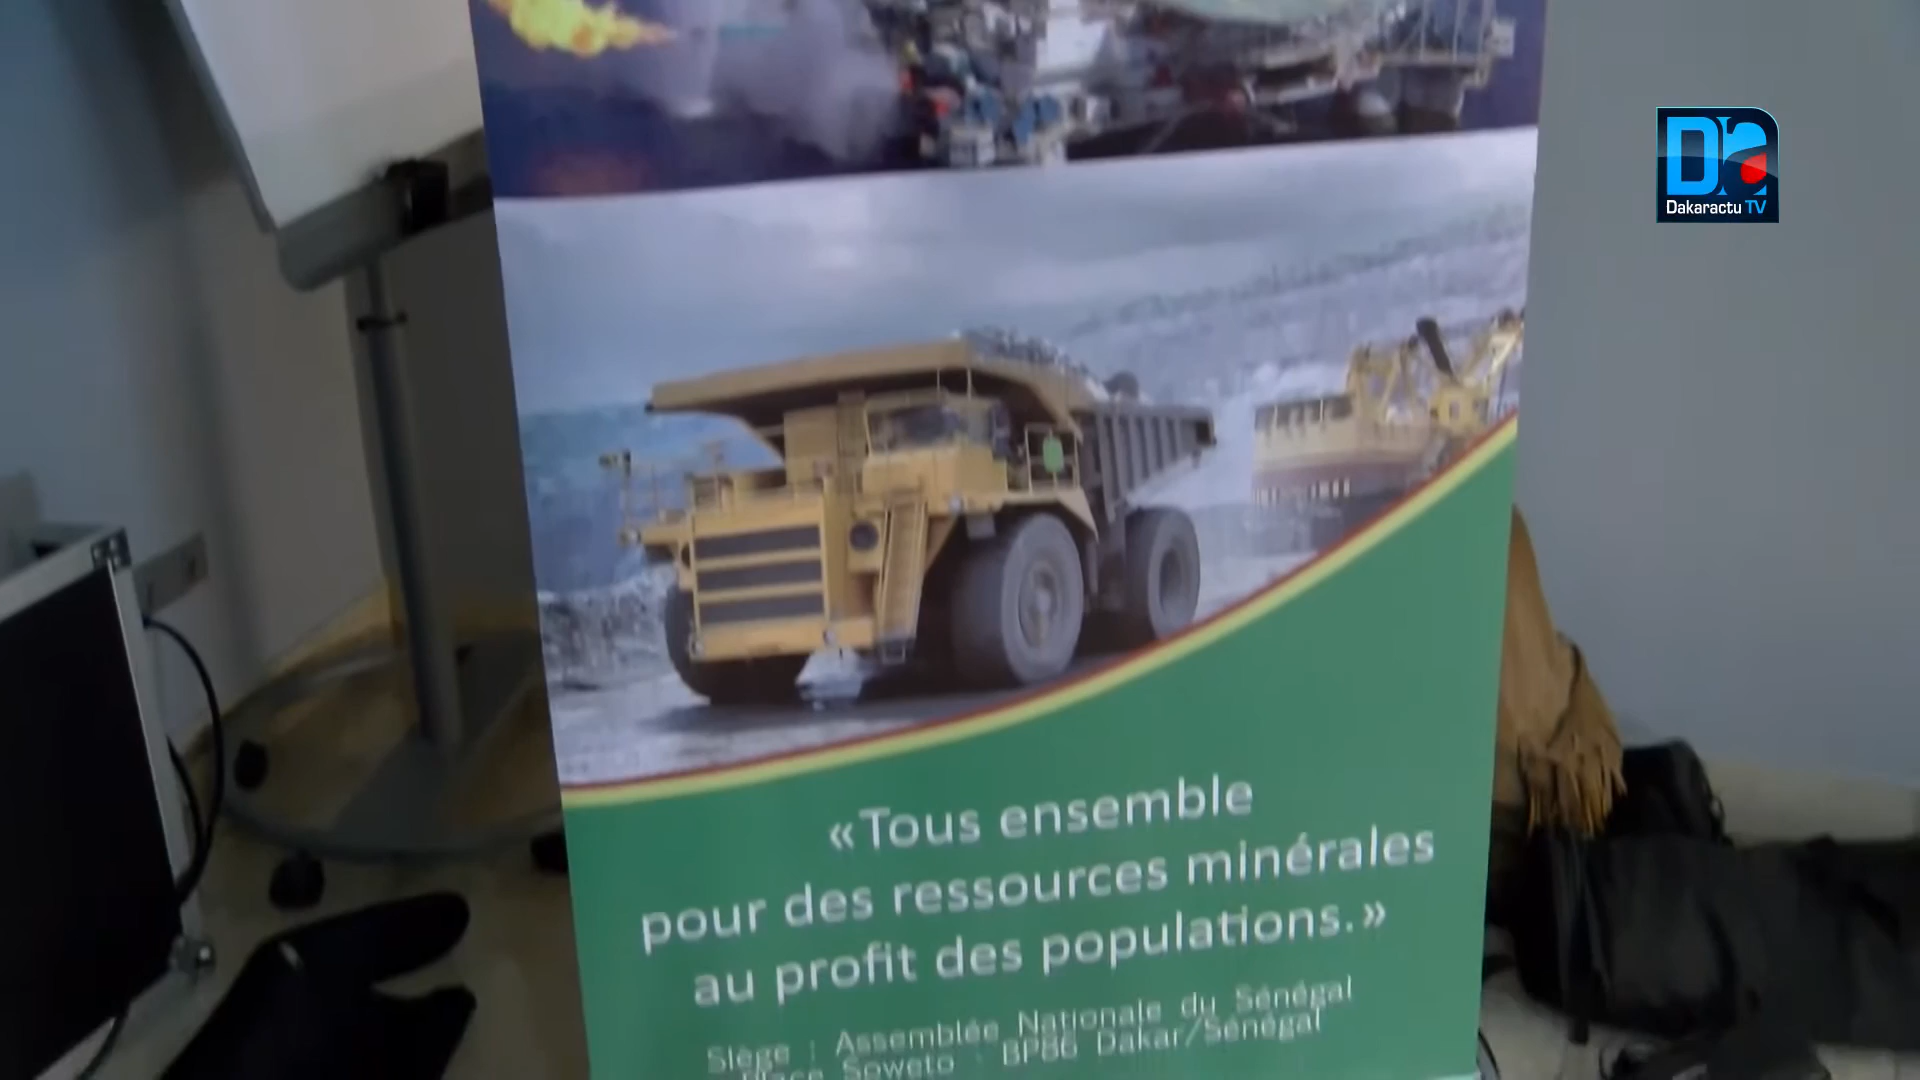 Dakaractu TV
«Tous ensemble
pour des ressources minérales
au profit des populations.»
Siège : Assemblée Nationale du Sénégal
Place Soweto - BP86 Dakar/Sénégal